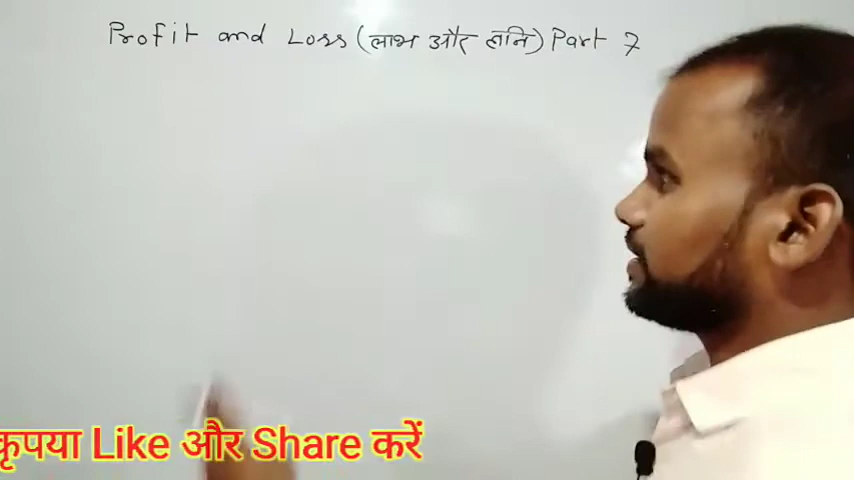 Profit and Loss (लाभ और हानि) Part 7
कृपया Like और Share करें